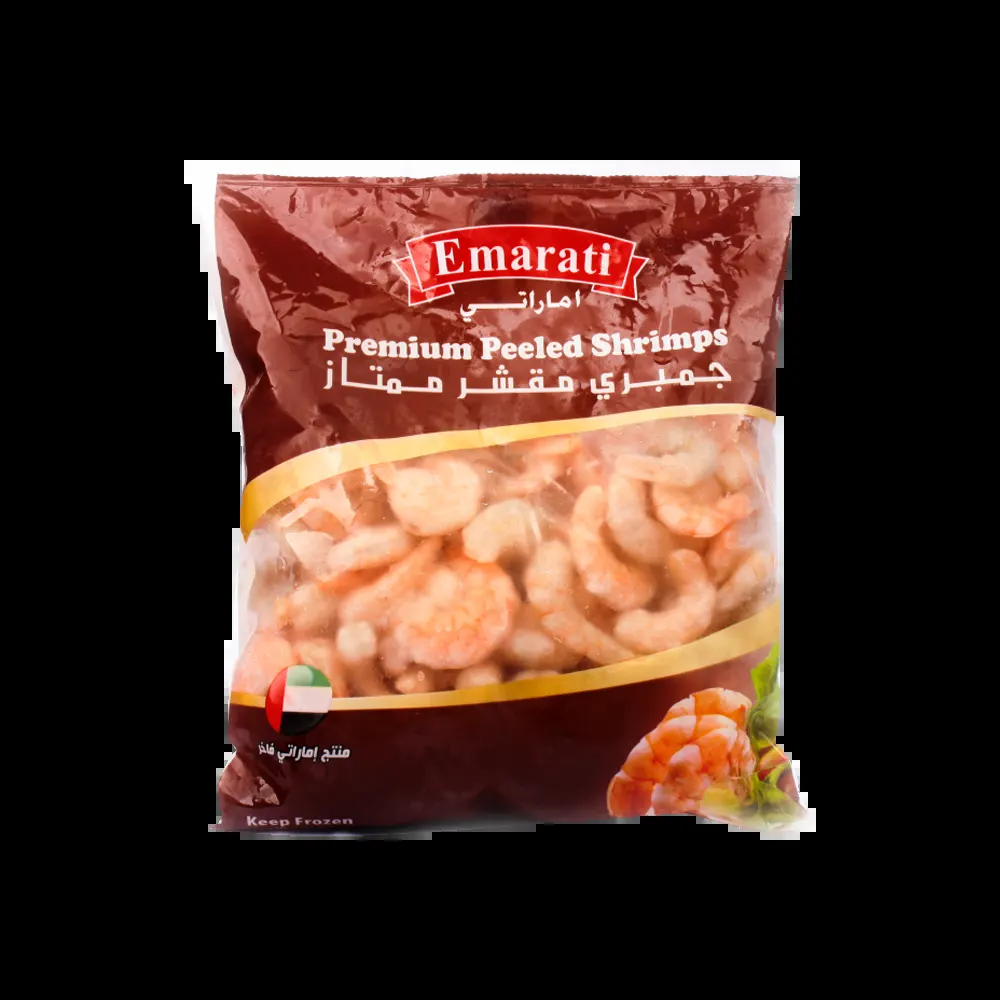 Emarati
اماراتي
Premium Peeled Shrimps
جمبري مقشر ممتاز
منتج إماراتي فاخر
Keep Frozen